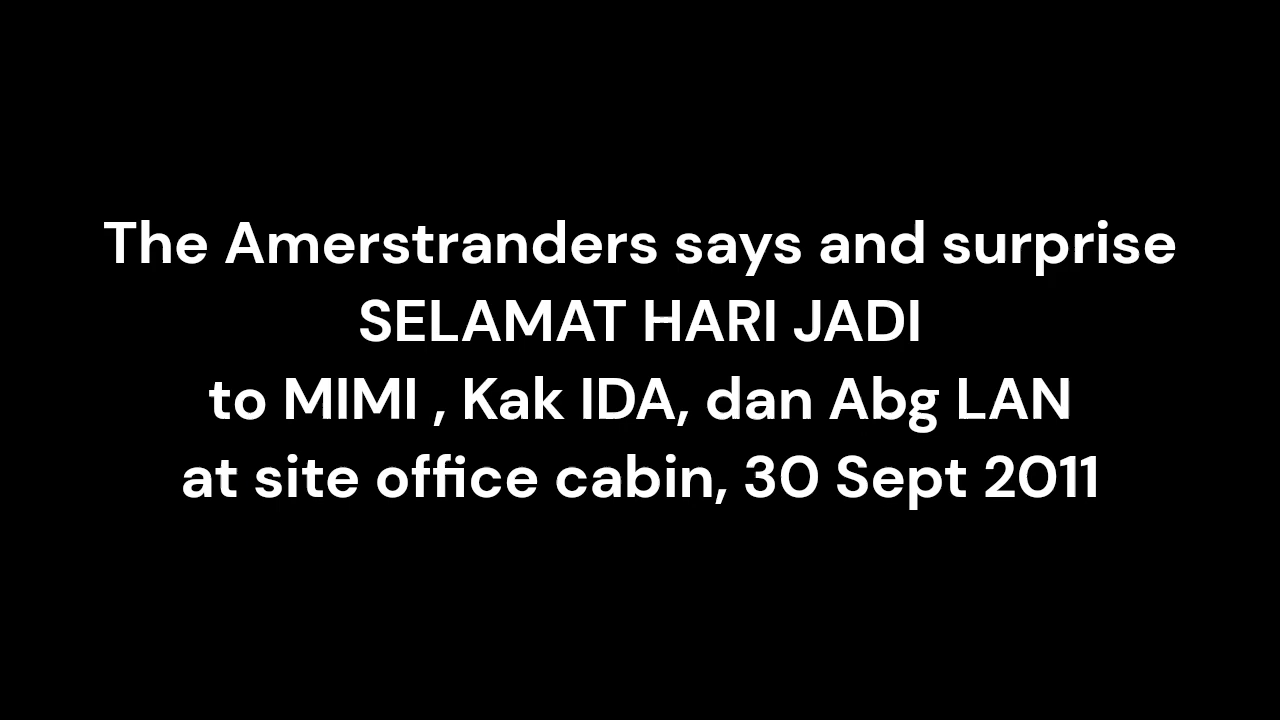 The Amerstranders says and surprise
SELAMAT HARI JADI
to MIMI , Kak IDA, dan Abg LAN
at site office cabin, 30 Sept 2011